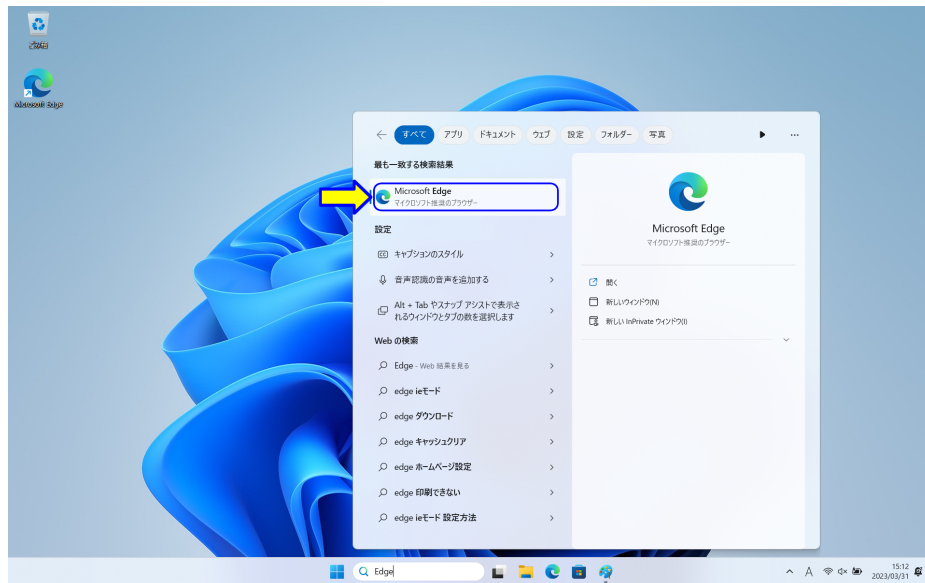 ごみ箱
Microsoft Edge
すべて
アプリ
ドキュメント
ウェブ
設定
フォルダー
写真
最も一致する検索結果
Microsoft Edge
マイクロソフト推奨のブラウザー
設定
キャプションのスタイル
音声認識の音声を追加する
Alt + Tab やスナップ アシストで表示さ
れるウィンドウとタブの数を選択します
Web の検索
Edge - Web 結果を見る
edge ieモード
edge ダウンロード
edge キャッシュクリア
edge ホームページ設定
edge 印刷できない
edge ieモード 設定方法
Microsoft Edge
マイクロソフト推奨のブラウザー
開く
新しいウィンドウ(N)
新しい InPrivate ウィンドウ(I)
Edge
A
15:12
2023/03/31